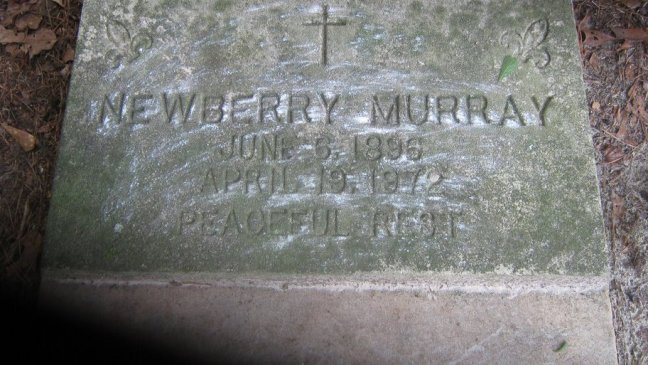 NEWBERRY MURRAY
JUNE 6, 1896
APRIL 19, 1972
PEACEFUL REST